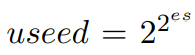 useed = 2^{2^{es}}